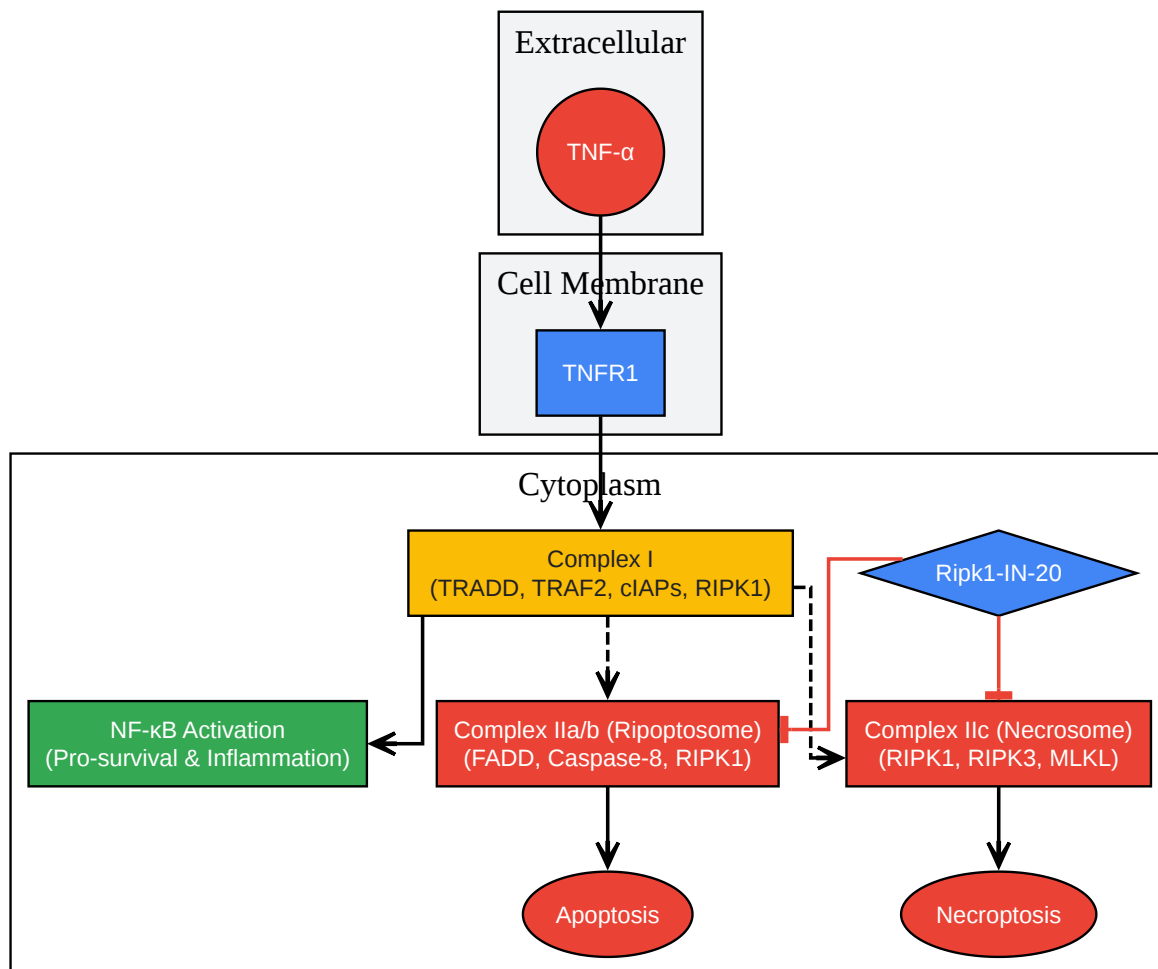 Extracellular
TNF-α
Cell Membrane
TNFR1
Cytoplasm
Complex I
(TRADD, TRAF2, cIAPs, RIPK1)
Ripk1-IN-20
NF-κB Activation
(Pro-survival & Inflammation)
Complex IIa/b (Ripoptosome)
(FADD, Caspase-8, RIPK1)
Complex IIc (Necrosome)
(RIPK1, RIPK3, MLKL)
Apoptosis
Necroptosis